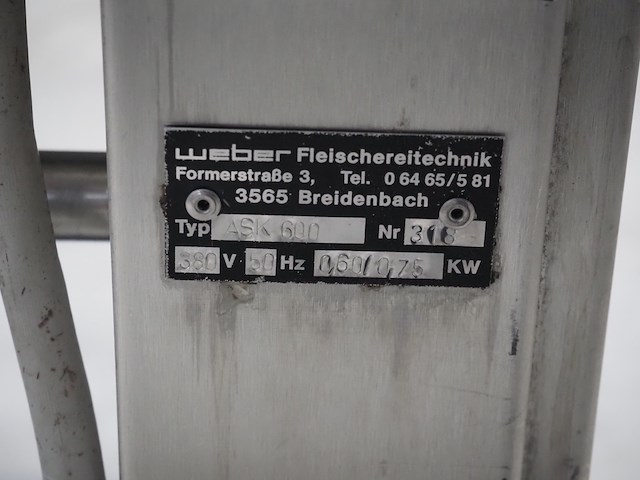 weber Fleischereitechnik
Formerstraße 3, Tel. 0 64 65/5 81
3565 Breidenbach
Typ ASK 600 Nr 318
380 V 50 Hz 0,60/0,75 KW